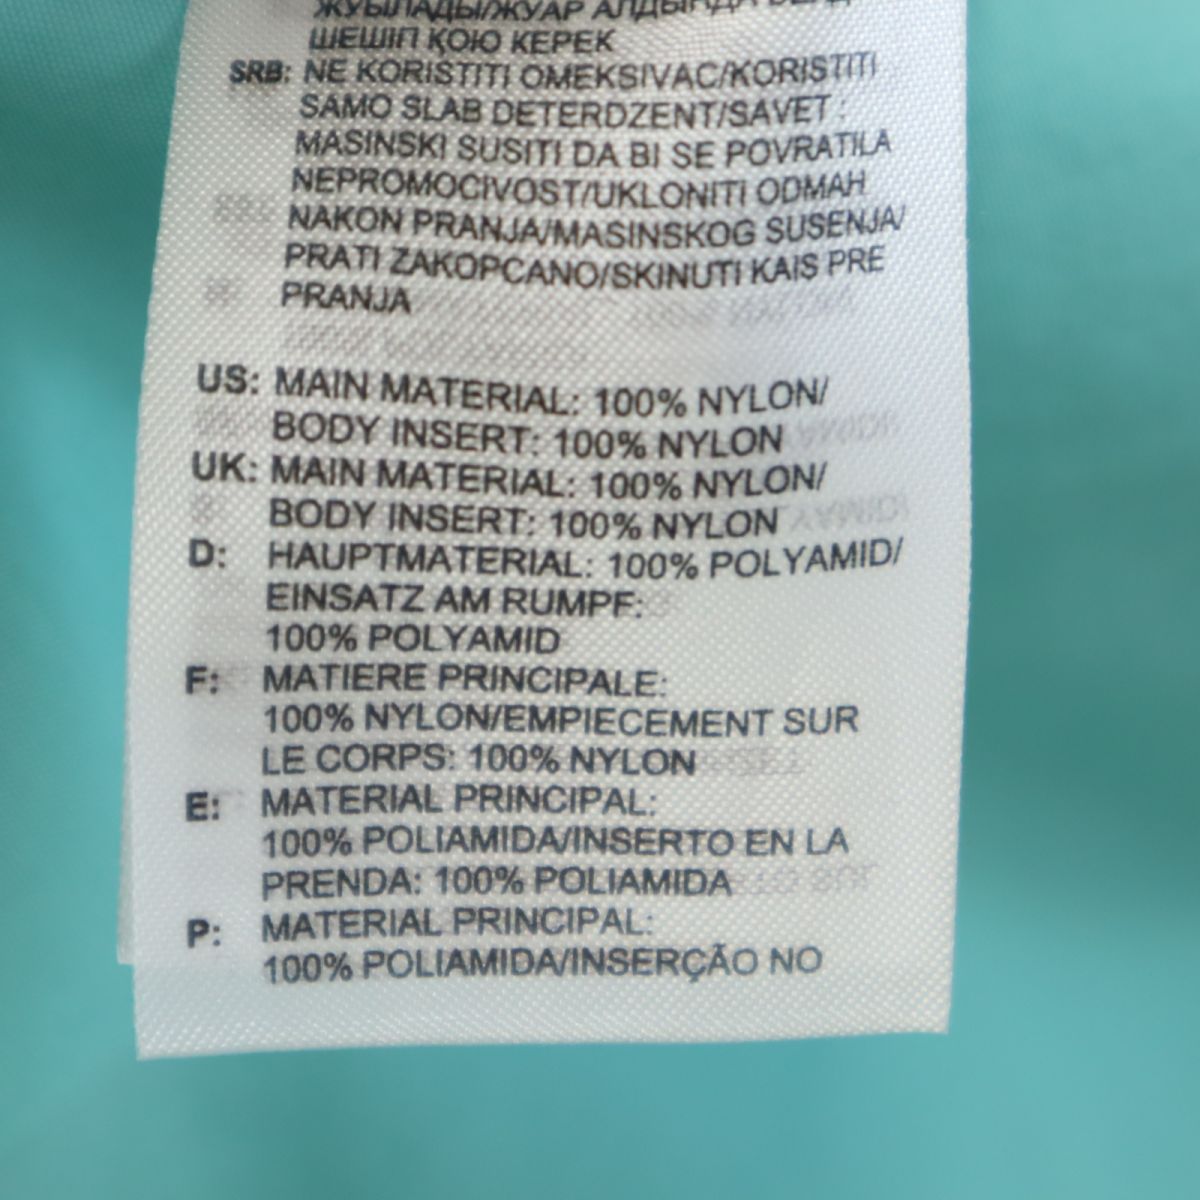 ЖУЫЛАДЫ/ЖУАР АЛДЫНДА
ШЕШІП КОЮ КЕРЕК
SRB: NE KORISTITI OMEKSIVAC/KORISTITI
SAMO SLAB DETERDZENT/SAVET :
MASINSKI SUSITI DA BI SE POVRATILA
NEPROMOCIVOST/UKLONITI ODMAH
NAKON PRANJA/MASINSKOG SUSENJA/
PRATI ZAKOPCANO/SKINUTI KAIS PRE
PRANJA
US: MAIN MATERIAL: 100% NYLON/
BODY INSERT: 100% NYLON
UK: MAIN MATERIAL: 100% NYLON/
BODY INSERT: 100% NYLON
D: HAUPTMATERIAL: 100% POLYAMID/
EINSATZ AM RUMPF:
100% POLYAMID
F: MATIERE PRINCIPALE:
100% NYLON/EMPIECEMENT SUR
LE CORPS: 100% NYLON
E: MATERIAL PRINCIPAL:
100% POLIAMIDA/INSERTO EN LA
PRENDA: 100% POLIAMIDA
P: MATERIAL PRINCIPAL:
100% POLIAMIDA/INSERÇÃO NO